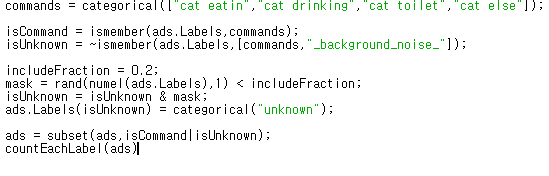 commands = categorical(["cat eatin","cat drinking","cat toilet","cat else"]);
isCommand = ismember(ads.Labels,commands);
isUnknown = ~ismember(ads.Labels,[commands,"_background_noise_"]);
includeFraction = 0.2;
mask = rand(numel(ads.Labels),1) < includeFraction;
isUnknown = isUnknown & mask;
ads.Labels(isUnknown) = categorical("unknown");
ads = subset(ads,isCommand|isUnknown);
countEachLabel(ads)